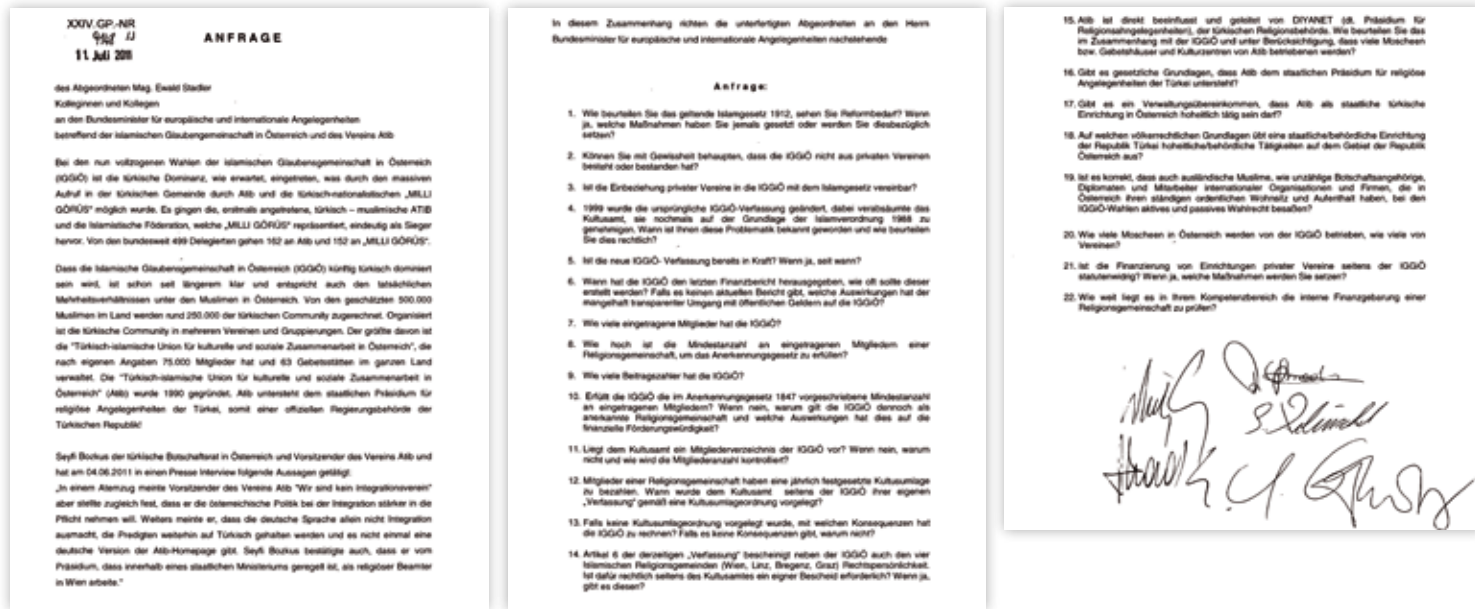 XXIV.GP.-NR
ANFRAGE
11. Juli 2011
des Abgeordneten Mag. Ewald Stadler
Kolleginnen und Kollegen
an den Bundesminister für europäische und internationale Angelegenheiten
betreffend der islamischen Glaubengemeinschaft in Österreich und des Vereins Atib
Bei den nun vollzogenen Wahlen der islamischen Glaubensgemeinschaft in Österreich
(IGGiÖ) ist die türkische Dominanz, wie erwartet, eingetreten, was durch den massiven
Aufruf in der türkischen Gemeinde durch Atib und die türkisch-nationalistischen „MILLI
GÖRÜS" möglich wurde. Es gingen die, erstmals angetretene, türkisch – muslimische ATIB
und die Islamistische Föderation, welche „MILLI GÖRÜS" repräsentiert, eindeutig als Sieger
hervor. Von den bundesweit 499 Delegierten gehen 162 an Atib und 152 an „MILLI GÖRÜS".
Dass die Islamische Glaubensgemeinschaft in Österreich (IGGiÖ) künftig türkisch dominiert
sein wird, ist schon seit längerem klar und entspricht auch den tatsächlichen
Mehrheitsverhältnissen unter den Muslimen in Österreich. Von den geschätzten 500.000
Muslimen im Land werden rund 250.000 der türkischen Community zugerechnet. Organisiert
ist die türkische Community in mehreren Vereinen und Gruppierungen. Der größte davon ist
die "Türkisch-islamische Union für kulturelle und soziale Zusammenarbeit in Österreich", die
nach eigenen Angaben 75.000 Mitglieder hat und 63 Gebetsstätten im ganzen Land
verwaltet. Die "Türkisch-islamische Union für kulturelle und soziale Zusammenarbeit in
Österreich" (Atib) wurde 1990 gegründet. Atib untersteht dem staatlichen Präsidium für
religiöse Angelegenheiten der Türkei, somit einer offiziellen Regierungsbehörde der
Türkischen Republik!
Seyfi Bozkus der türkische Botschaftsrat in Österreich und Vorsitzender des Vereins Atib und
hat am 04.06.2011 in einen Presse Interview folgende Aussagen getätigt:
„In einem Atemzug meinte Vorsitzender des Vereins Atib "Wir sind kein Integrationsverein"
aber stellte zugleich fest, dass er die österreichische Politik bei der Integration stärker in die
Pflicht nehmen will. Weiters meinte er, dass die deutsche Sprache allein nicht Integration
ausmacht, die Predigten weiterhin auf Türkisch gehalten werden und es nicht einmal eine
deutsche Version der Atib-Homepage gibt. Seyfi Bozkus bestätigte auch, dass er vom
Präsidium, dass innerhalb eines staatlichen Ministeriums geregelt ist, als religiöser Beamter
in Wien arbeite."
In diesem Zusammenhang richten die unterfertigten Abgeordneten an den Herrn
Bundesminister für europäische und internationale Angelegenheiten nachstehende
Anfrage:
1. Wie beurteilen Sie das geltende Islamgesetz 1912, sehen Sie Reformbedarf? Wenn
ja, welche Maßnahmen haben Sie jemals gesetzt oder werden Sie diesbezüglich
setzen?
2. Können Sie mit Gewissheit behaupten, dass die IGGiÖ nicht aus privaten Vereinen
besteht oder bestanden hat?
3. Ist die Einbeziehung privater Vereine in die IGGiÖ mit dem Islamgesetz vereinbar?
4. 1999 wurde die ursprüngliche IGGiÖ-Verfassung geändert, dabei verabsäumte das
Kultusamt, sie nochmals auf der Grundlage der Islamverordnung 1988 zu
genehmigen. Wann ist Ihnen diese Problematik bekannt geworden und wie beurteilen
Sie dies rechtlich?
5. Ist die neue IGGiÖ- Verfassung bereits in Kraft? Wenn ja, seit wann?
6. Wenn hat die IGGiÖ den letzten Finanzbericht herausgegeben, wie oft sollte dieser
erstellt werden? Falls es keinen aktuellen Bericht gibt, welche Auswirkungen hat der
mangelhaft transparenter Umgang mit öffentlichen Geldern auf die IGGiÖ?
7. Wie viele eingetragene Mitglieder hat die IGGiÖ?
8. Wie hoch ist die Mindestanzahl an eingetragenen Mitgliedern einer
Religionsgemeinschaft, um das Anerkennungsgesetz zu erfüllen?
9. Wie viele Beitragszahler hat die IGGiÖ?
10. Erfüllt die IGGiÖ die im Anerkennungsgesetz 1847 vorgeschriebene Mindestanzahl
an eingetragenen Mitgliedern? Wenn nein, warum gilt die IGGiÖ dennoch als
anerkannte Religionsgemeinschaft und welche Auswirkungen hat dies auf die
finanzielle Förderungswürdigkeit?
11. Liegt dem Kultusamt ein Mitgliederverzeichnis der IGGiÖ vor? Wenn nein, warum
nicht und wie wird die Mitgliederanzahl kontrolliert?
12. Mitglieder einer Religionsgemeinschaft haben eine jährlich festgesetzte Kultusumlage
zu bezahlen. Wann wurde dem Kultusamt seitens der IGGiÖ ihrer eigenen
„Verfassung" gemäß eine Kultusumlageordnung vorgelegt?
13. Falls keine Kultusumlageordnung vorgelegt wurde, mit welchen Konsequenzen hat
die IGGiÖ zu rechnen? Falls es keine Konsequenzen gibt, warum nicht?
14. Artikel 6 der derzeitigen „Verfassung" bescheinigt neben der IGGiÖ auch den vier
Islamischen Religionsgemeinden (Wien, Linz, Bregenz, Graz) Rechtspersönlichkeit.
Ist dafür rechtlich seitens des Kultusamtes ein eigner Bescheid erforderlich? Wenn ja,
gibt es diesen?
15. Atib ist direkt beeinflusst und geleitet von DIYANET (dt. Präsidium für
Religionsahngelegenheiten), der türkischen Religionsbehörde. Wie beurteilen Sie das
im Zusammenhang mit der IGGiÖ und unter Berücksichtigung, dass viele Moscheen
bzw. Gebetshäuser und Kulturzentren von Atib betriebenen werden?
16. Gibt es gesetzliche Grundlagen, dass Atib dem staatlichen Präsidium für religiöse
Angelegenheiten der Türkei untersteht?
17. Gibt es ein Verwaltungsübereinkommen, dass Atib als staatliche türkische
Einrichtung in Österreich hoheitlich tätig sein darf?
18. Auf welchen völkerrechtlichen Grundlagen übt eine staatliche/behördliche Einrichtung
der Republik Türkei hoheitliche/behördliche Tätigkeiten auf dem Gebiet der Republik
Österreich aus?
19. Ist es korrekt, dass auch ausländische Muslime, wie unzählige Botschaftsangehörige,
Diplomaten und Mitarbeiter internationaler Organisationen und Firmen, die in
Österreich ihren ständigen ordentlichen Wohnsitz und Aufenthalt haben, bei den
IGGiÖ-Wahlen aktives und passives Wahlrecht besaßen?
20. Wie viele Moscheen in Österreich werden von der IGGiÖ betrieben, wie viele von
Vereinen?
21. Ist die Finanzierung von Einrichtungen privater Vereine seitens der IGGiÖ
statutenwidrig? Wenn ja, welche Maßnahmen werden Sie setzen?
22. Wie weit liegt es in Ihrem Kompetenzbereich die interne Finanzgebarung einer
Religionsgemeinschaft zu prüfen?